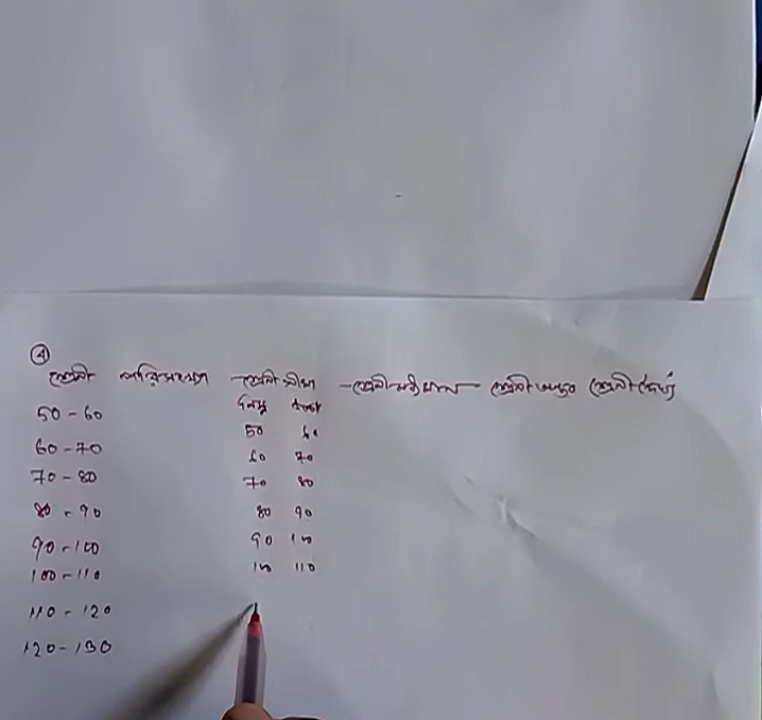 4
শ্রেণী পরিসংখ্যা শ্রেণী সীমা শ্রেণী মধ্যমান শ্রেণী অন্তর শ্রেণী দৈর্ঘ্য
নিম্ন ঊর্ধ্ব
50-60 50 60
60-70 60 70
70-80 70 80
80-90 80 90
90-100 90 100
100-110 100 110
110-120
120-130